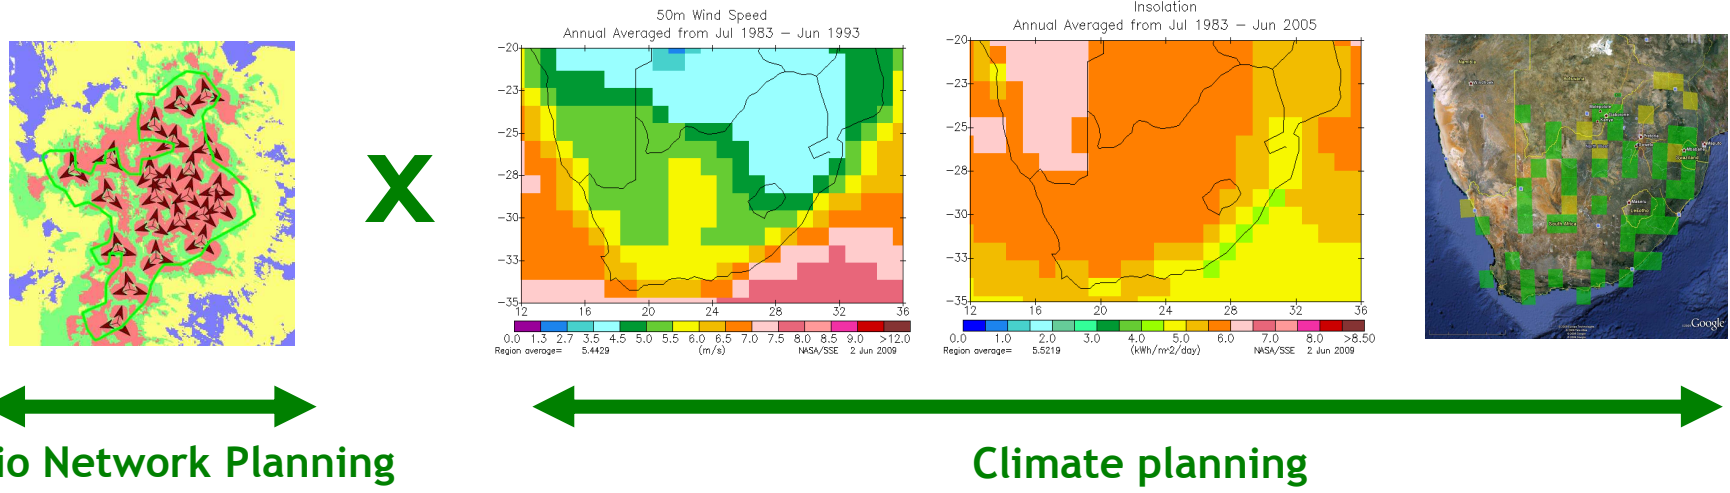 50m Wind Speed
Annual Averaged from Jul 1983 - Jun 1993
-20
-23
-25
-28
-30
-33
-35
12 16 20 24 28 32 36
0.0 1.3 2.7 3.5 4.5 5.0 5.5 6.0 6.5 7.0 7.5 8.0 8.5 9.0 >12.0
Region average= 5.4429 (m/s) NASA/SSE 2 Jun 2009
X
Insolation
Annual Averaged from Jul 1983 - Jun 2005
-20
-23
-25
-28
-30
-33
-35
12 16 20 24 28 32 36
0.0 1.0 2.0 3.0 4.0 5.0 6.0 7.0 8.0 >8.50
Region average= 5.5219 (kWh/m^2/day) NASA/SSE 2 Jun 2009
Google
io Network Planning
Climate planning